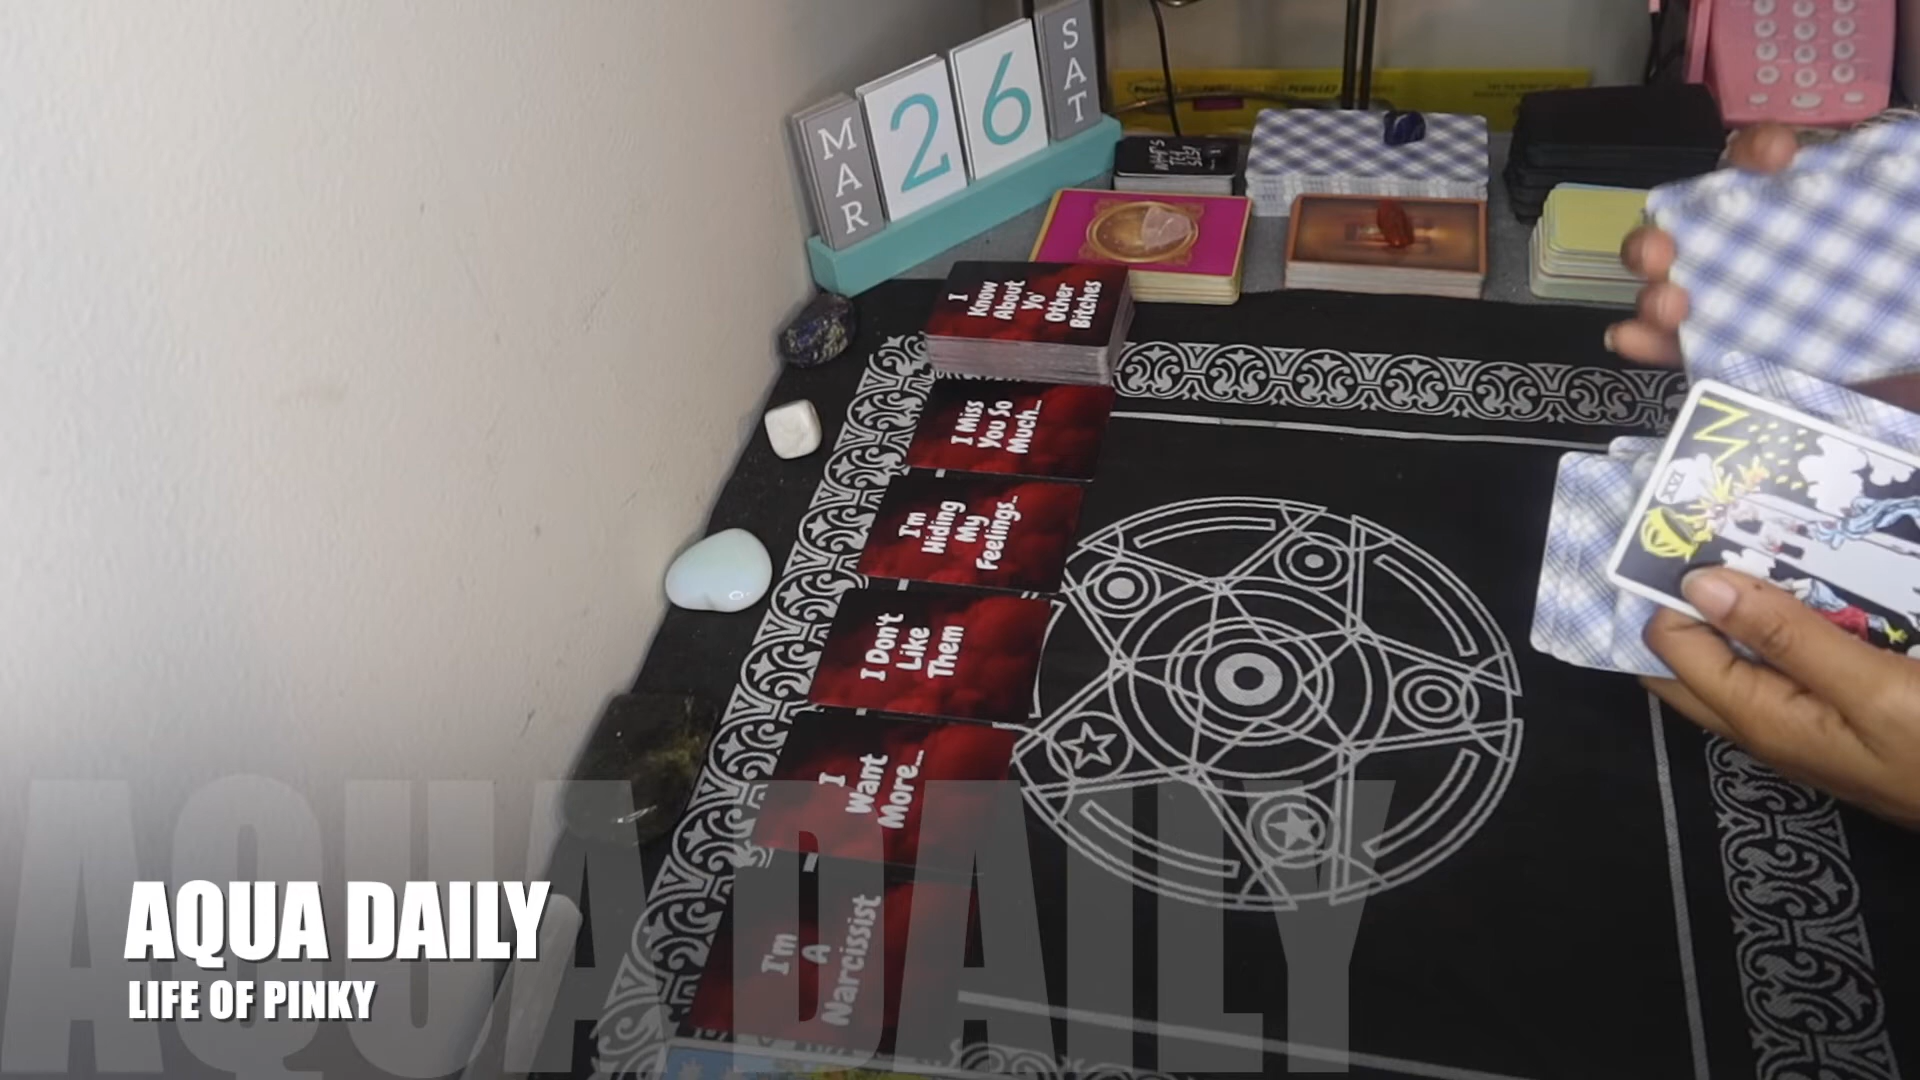 MAR
26
SAT
I
Know
About
Yo'
Other
Bitches
I Miss
You So
Much...
I'm
Hiding
My
Feelings..
I Don't
Like
Them
I
Want
More...
I'm
A
Narcissist
XVI
AQUA DAILY
AQUA DAILY
LIFE OF PINKY